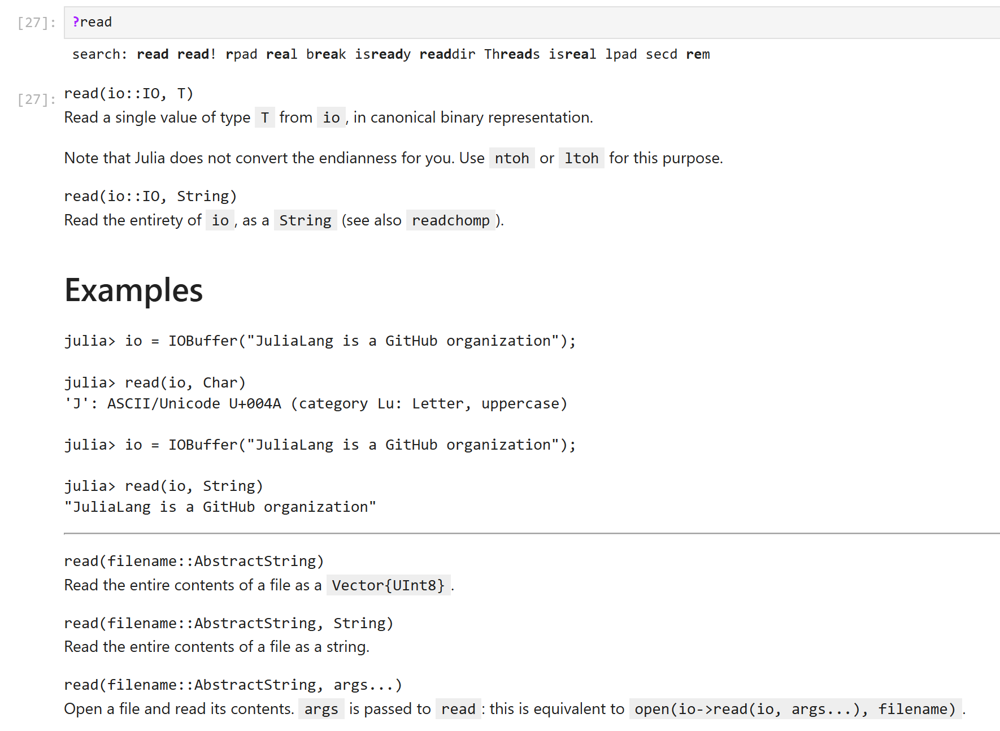 [27]: ?read
search: read read! rpad real break isready readdir Threads isreal lpad secd rem
[27]: read(io::IO, T)
Read a single value of type T from io, in canonical binary representation.
Note that Julia does not convert the endianness for you. Use ntoh or ltoh for this purpose.
read(io::IO, String)
Read the entirety of io, as a String (see also readchomp).
Examples
julia> io = IOBuffer("JuliaLang is a GitHub organization");
julia> read(io, Char)
'J': ASCII/Unicode U+004A (category Lu: Letter, uppercase)
julia> io = IOBuffer("JuliaLang is a GitHub organization");
julia> read(io, String)
"JuliaLang is a GitHub organization"
read(filename::AbstractString)
Read the entire contents of a file as a Vector{UInt8}.
read(filename::AbstractString, String)
Read the entire contents of a file as a string.
read(filename::AbstractString, args...)
Open a file and read its contents. args is passed to read: this is equivalent to open(io->read(io, args...), filename).